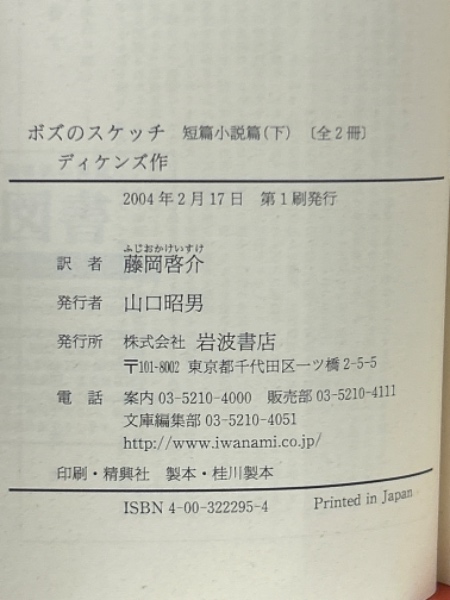 ボズのスケッチ 短篇小説篇(下) 〔全2冊〕
ディケンズ作
2004年2月17日 第1刷発行
ふじおかけいすけ
訳者 藤岡啓介
発行者 山口昭男
発行所 株式会社 岩波書店
〒101-8002 東京都千代田区一ツ橋2-5-5
電話 案内03-5210-4000 販売部03-5210-4111
文庫編集部03-5210-4051
http://www.iwanami.co.jp/
印刷・精興社 製本・桂川製本
ISBN 4-00-322295-4 Printed in Japan